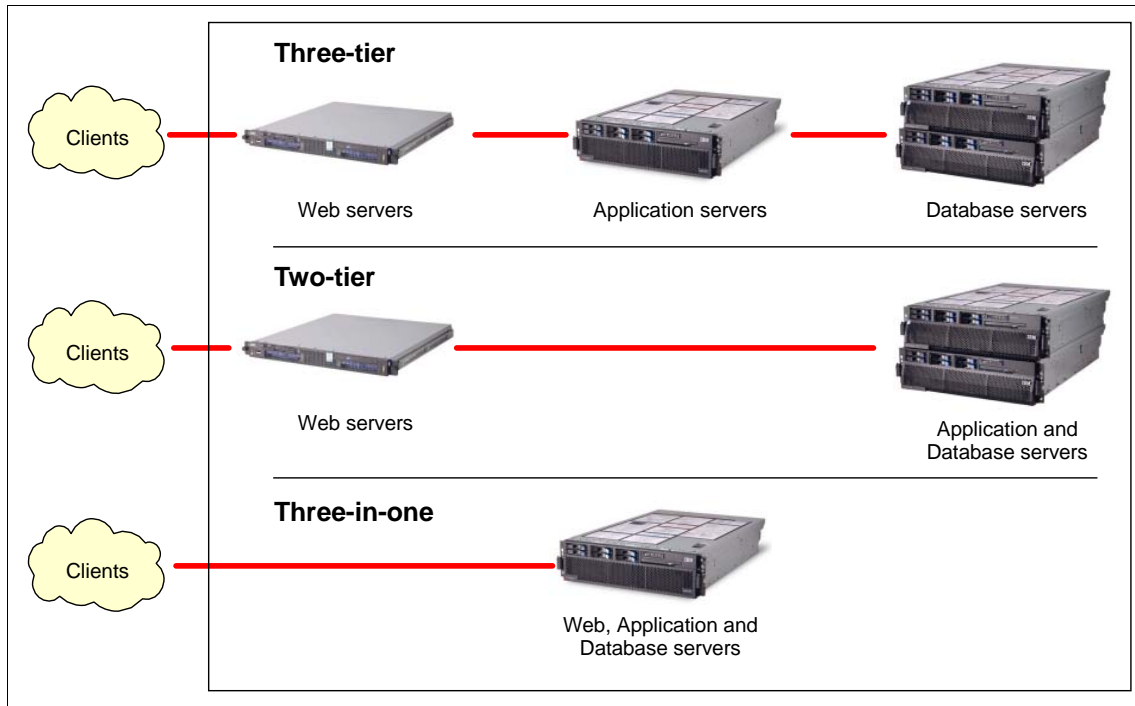 Three-tier
Clients
Web servers
Application servers
Database servers
Two-tier
Clients
Web servers
Application and
Database servers
Three-in-one
Clients
Web, Application and
Database servers